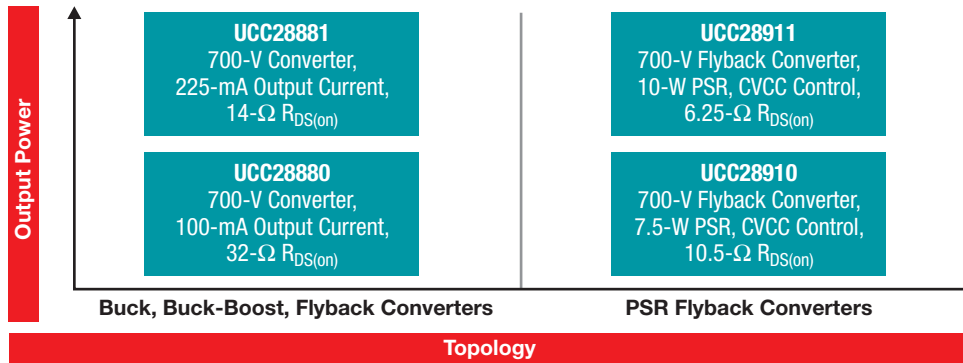 Output Power
UCC28881
700-V Converter,
225-mA Output Current,
14-Ω RDS(on)
UCC28911
700-V Flyback Converter,
10-W PSR, CVCC Control,
6.25-Ω RDS(on)
UCC28880
700-V Converter,
100-mA Output Current,
32-Ω RDS(on)
UCC28910
700-V Flyback Converter,
7.5-W PSR, CVCC Control,
10.5-Ω RDS(on)
Buck, Buck-Boost, Flyback Converters
PSR Flyback Converters
Topology